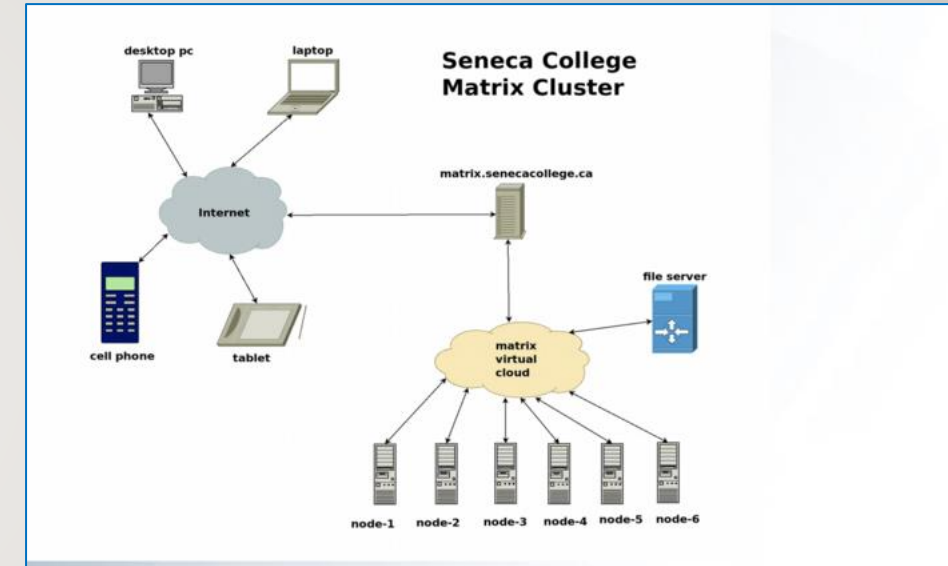 desktop pc
laptop
Seneca College
Matrix Cluster
matrix.senecacollege.ca
Internet
file server
cell phone
tablet
matrix
virtual
cloud
node-1
node-2
node-3
node-4
node-5
node-6